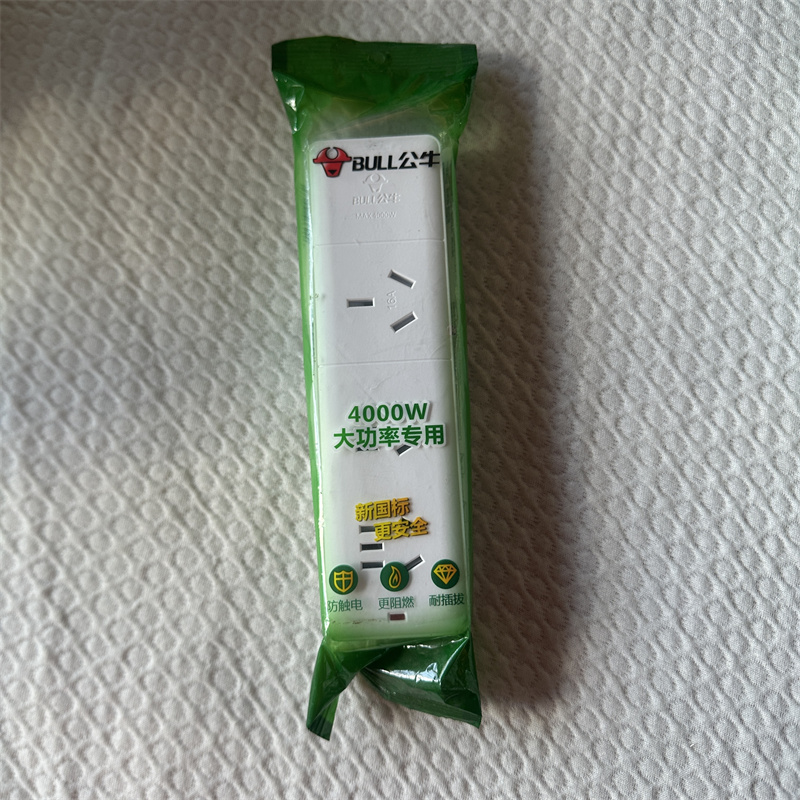 BULL公牛
BULL公牛
16A
4000W
大功率专用
新国标
更安全
防触电 更阻燃 耐插拔